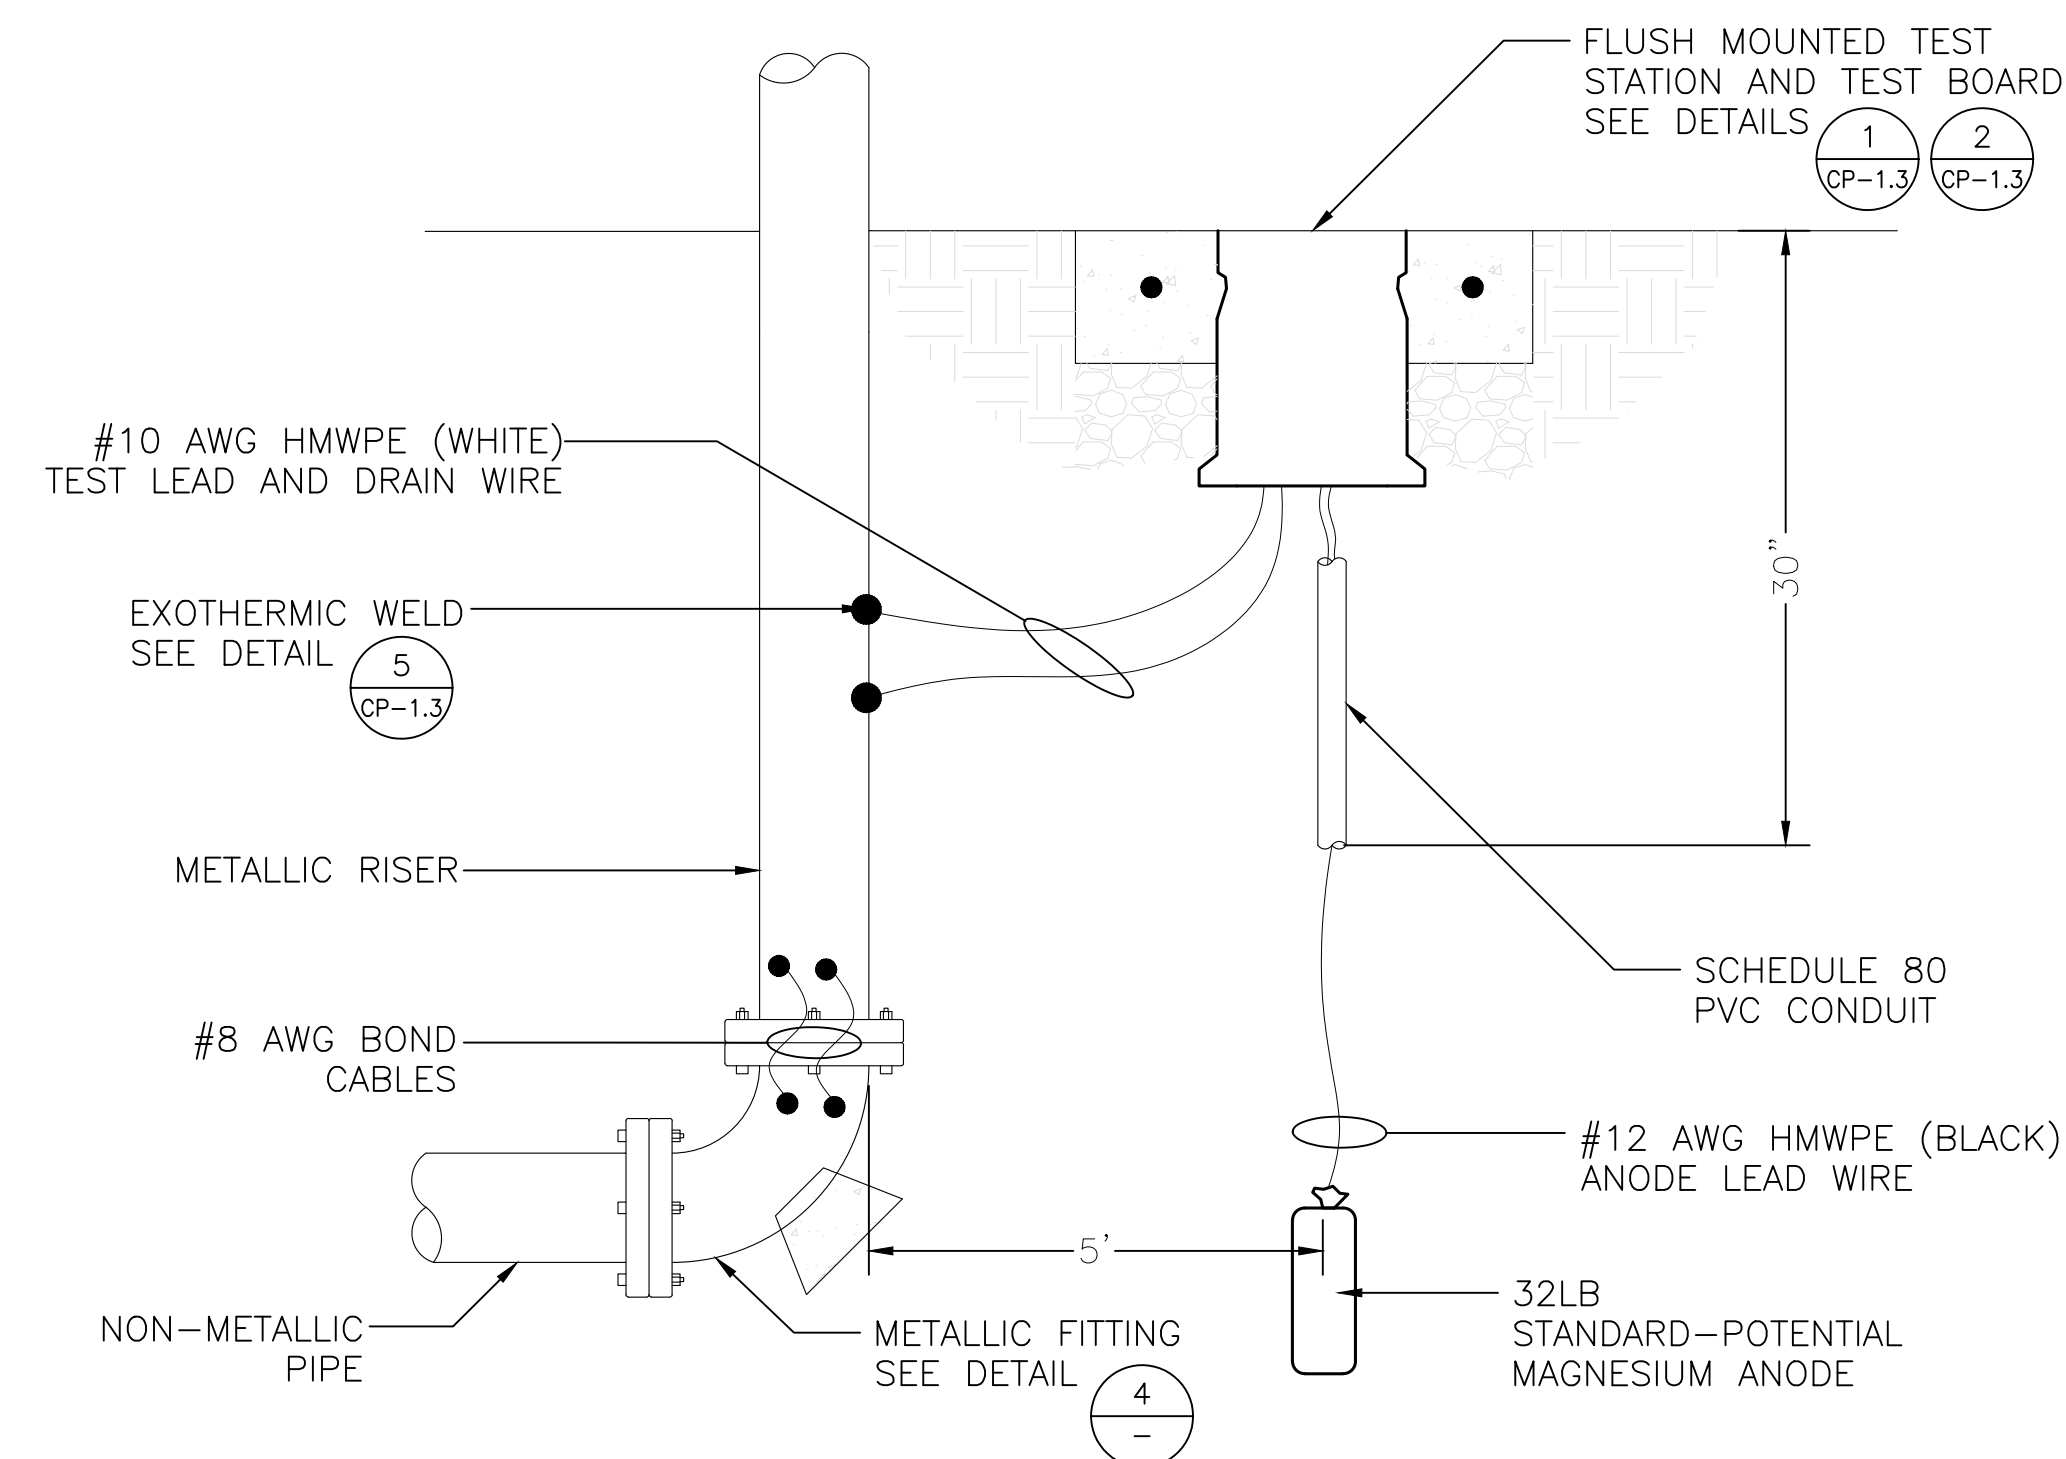 FLUSH MOUNTED TEST
STATION AND TEST BOARD
SEE DETAILS
1
CP-1.3
2
CP-1.3
#10 AWG HMWPE (WHITE)
TEST LEAD AND DRAIN WIRE
30"
EXOTHERMIC WELD
SEE DETAIL
5
CP-1.3
METALLIC RISER
SCHEDULE 80
PVC CONDUIT
#8 AWG BOND
CABLES
#12 AWG HMWPE (BLACK)
ANODE LEAD WIRE
5'
32LB
STANDARD-POTENTIAL
MAGNESIUM ANODE
NON-METALLIC
PIPE
METALLIC FITTING
SEE DETAIL
4
-